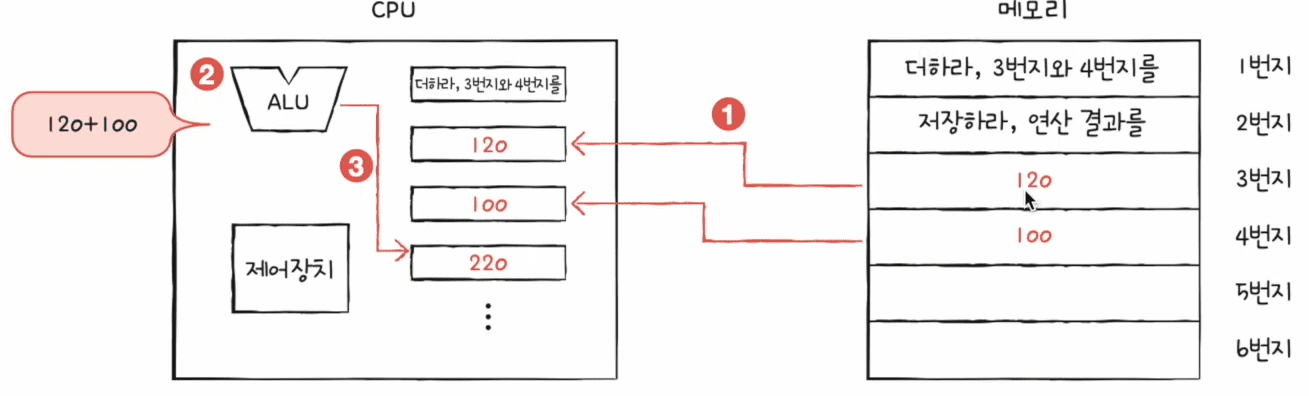 CPU
메모리
2
ALU
120+100
3
제어장치
더하라, 3번지와 4번지를
120
100
220
1
더하라, 3번지와 4번지를
1번지
저장하라, 연산 결과를
2번지
120
3번지
100
4번지
5번지
6번지